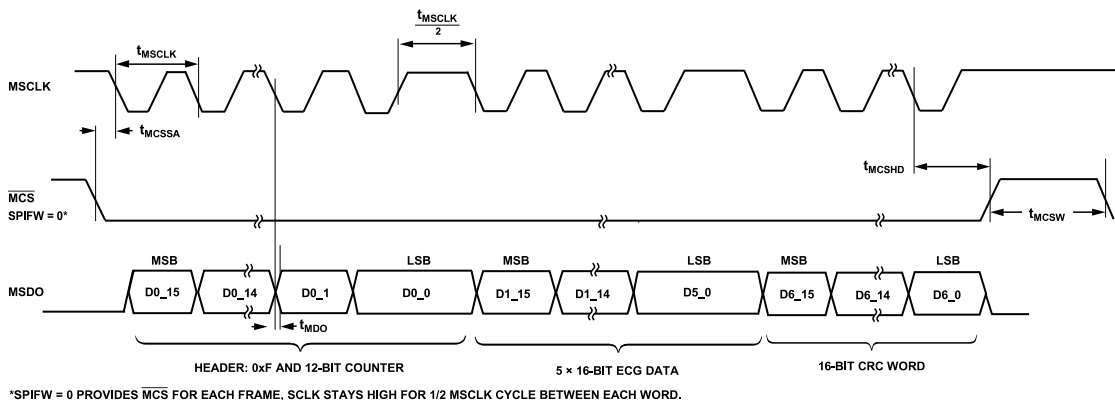 tMSCLK
tMSCLK
2
MSCLK
tMCSSA
tMCSHD
MCS
SPIFW = 0*
tMCSW
MSB LSB MSB LSB MSB LSB
MSDO D0_15 D0_14 D0_1 D0_0 D1_15 D1_14 D5_0 D6_15 D6_14 D6_0
tMDO
HEADER: 0xF AND 12-BIT COUNTER 5 × 16-BIT ECG DATA 16-BIT CRC WORD
*SPIFW = 0 PROVIDES MCS FOR EACH FRAME, SCLK STAYS HIGH FOR 1/2 MSCLK CYCLE BETWEEN EACH WORD.